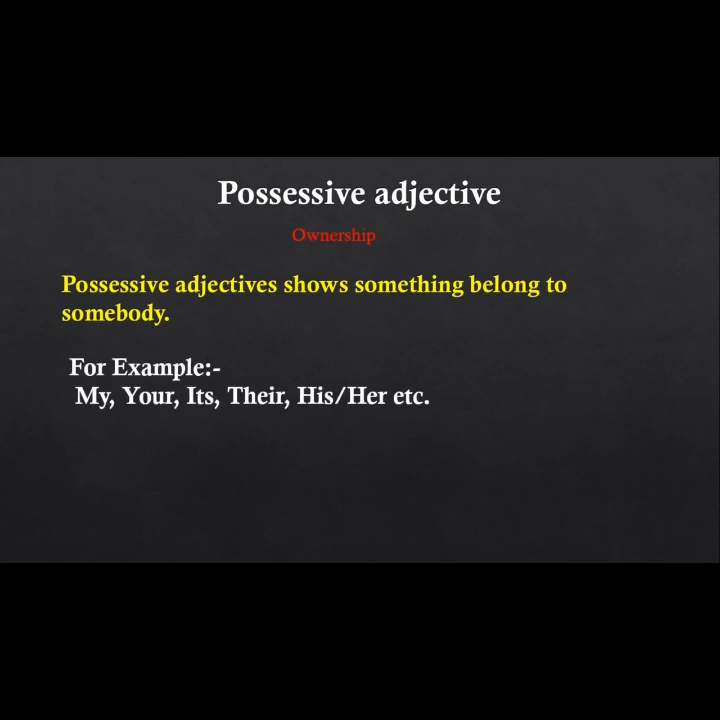 Possessive adjective
Ownership
Possessive adjectives shows something belong to
somebody.
For Example:-
My, Your, Its, Their, His/Her etc.